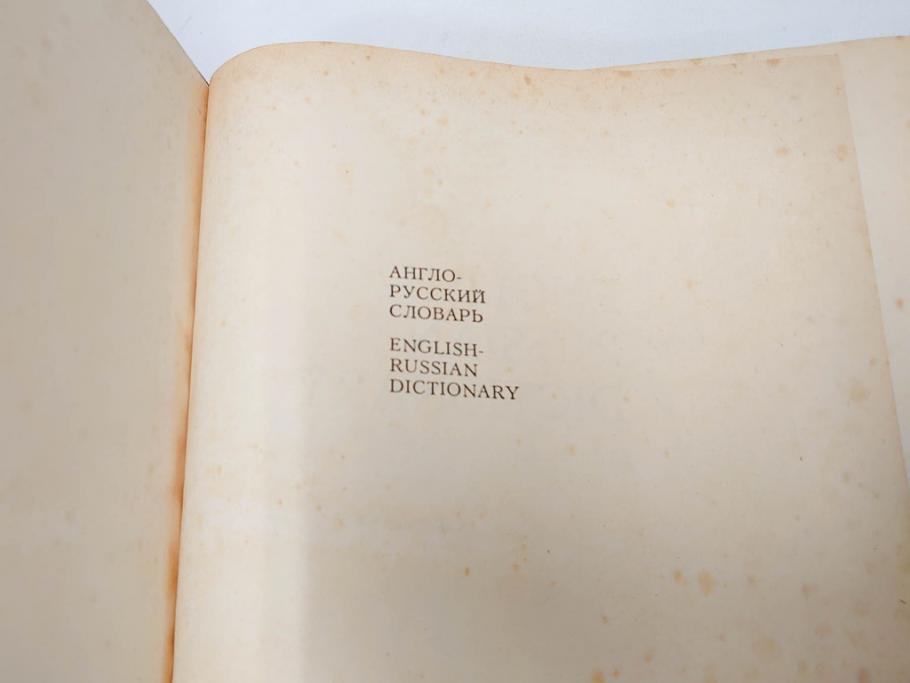 АНГЛО-
РУССКИЙ
СЛОВАРЬ
ENGLISH-
RUSSIAN
DICTIONARY